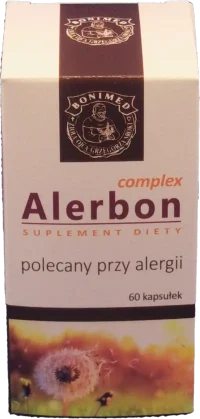 BONIMED
complex
Alerbon
SUPLEMENT DIETY
polecany przy alergii
60 kapsułek